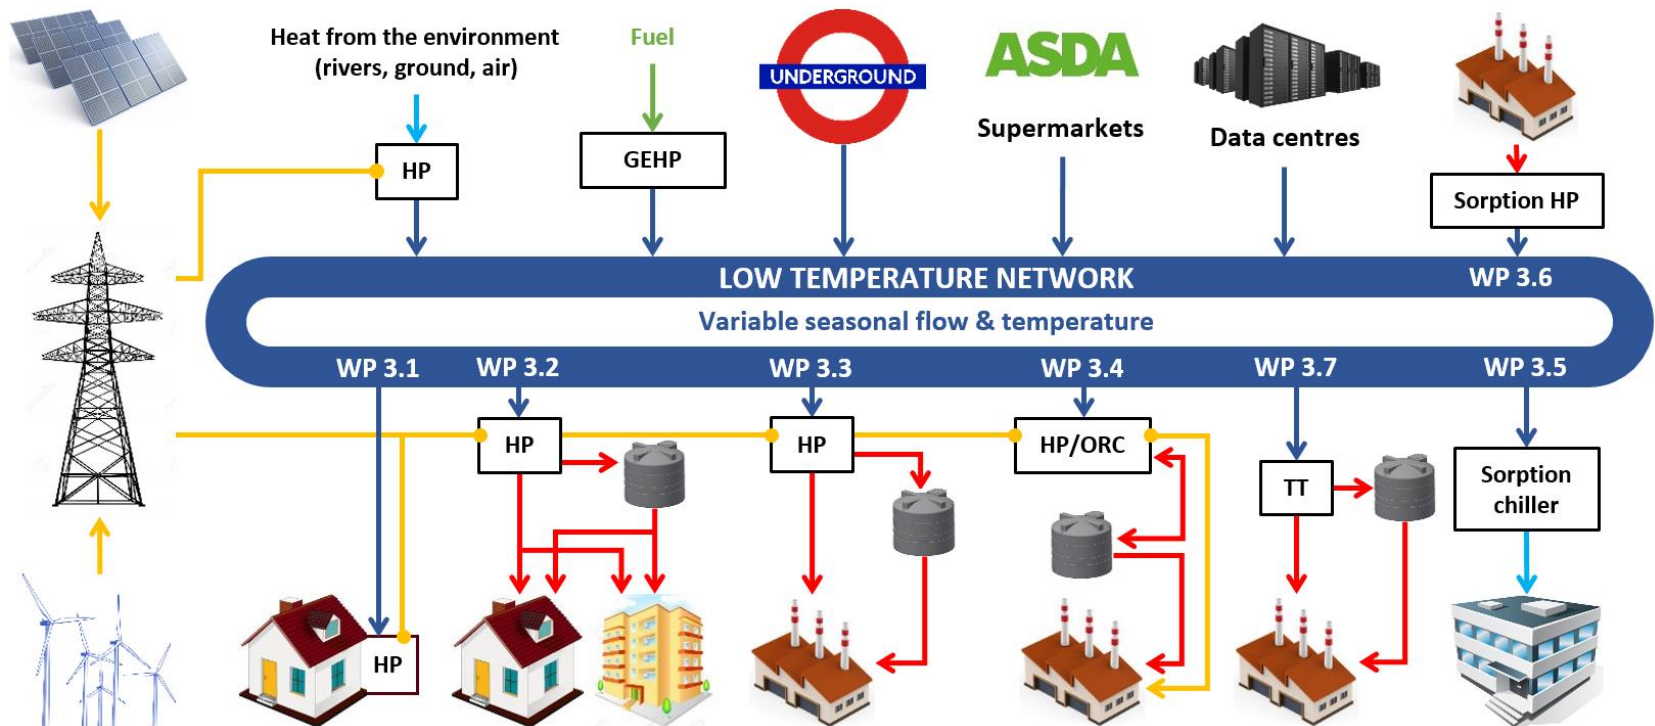 Heat from the environment
(rivers, ground, air)
Fuel
UNDERGROUND
ASDA
Supermarkets
Data centres
HP
GEHP
Sorption HP
LOW TEMPERATURE NETWORK
WP 3.6
Variable seasonal flow & temperature
WP 3.1
WP 3.2
WP 3.3
WP 3.4
WP 3.7
WP 3.5
HP
HP
HP/ORC
TT
Sorption
chiller
HP